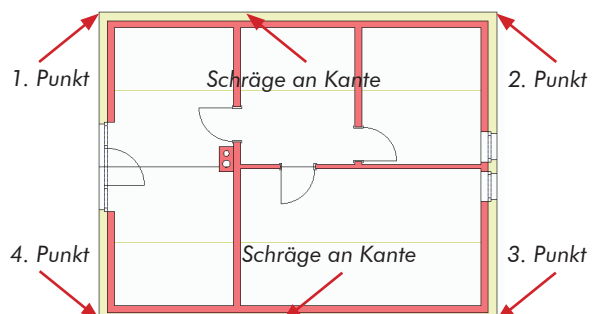 1. Punkt
Schräge an Kante
2. Punkt
4. Punkt
Schräge an Kante
3. Punkt